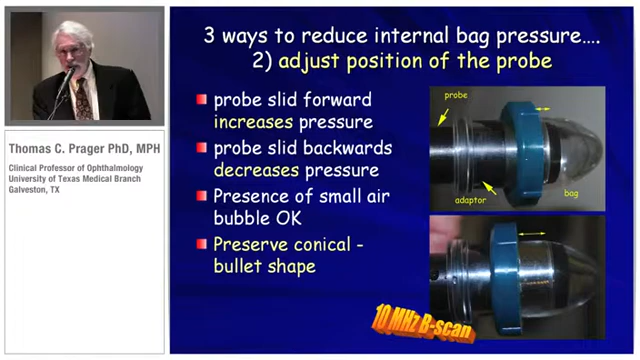 3 ways to reduce internal bag pressure....
2) adjust position of the probe
probe slid forward
increases pressure
probe slid backwards
decreases pressure
Presence of small air
bubble OK
Preserve conical -
bullet shape
probe
adaptor
bag
10 MHz B-scan
Thomas C. Prager PhD, MPH
Clinical Professor of Ophthalmology
University of Texas Medical Branch
Galveston, TX